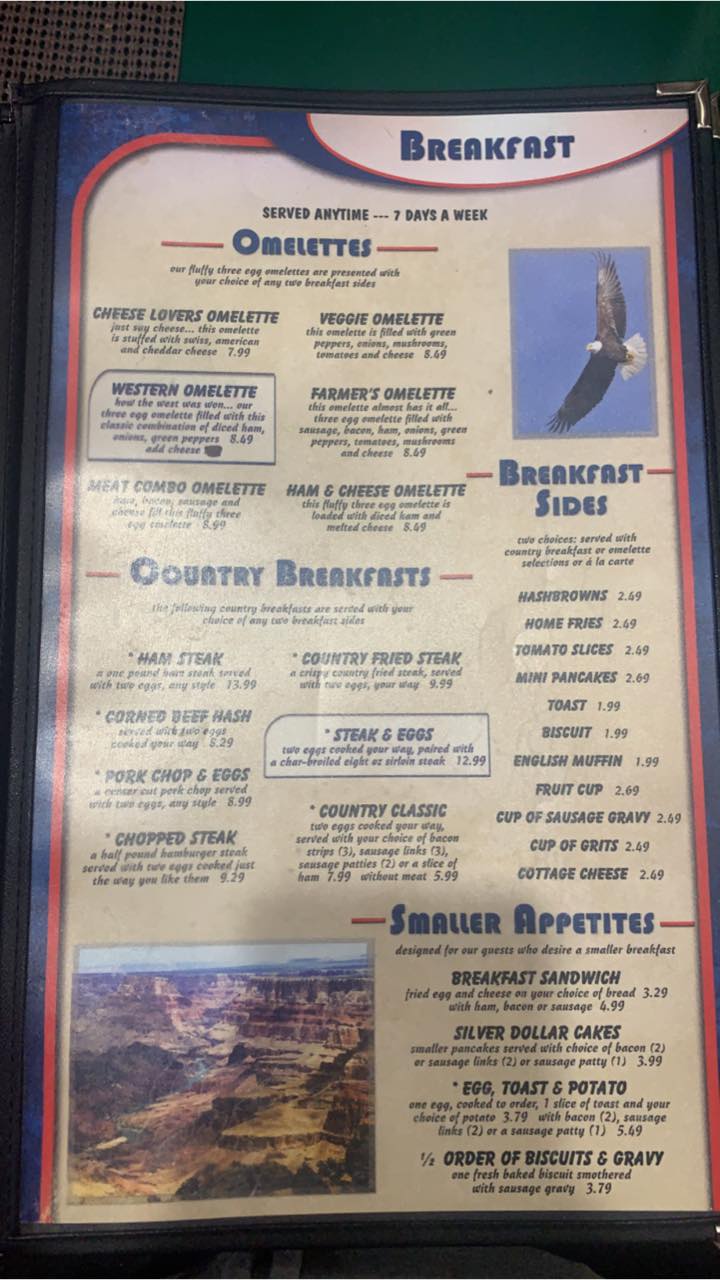 BREAKFAST
SERVED ANYTIME --- 7 DAYS A WEEK
OMELETTES
our fluffy three egg omelettes are presented with
your choice of any two breakfast sides
CHEESE LOVERS OMELETTE
just say cheese... this omelette
is stuffed with swiss, american
and cheddar cheese 7.99
VEGGIE OMELETTE
this omelette is filled with green
peppers, onions, mushrooms,
tomatoes and cheese 8.49
WESTERN OMELETTE
how the west was won... our
three egg omelette filled with this
classic combination of diced ham,
onions, green peppers 8.49
add cheese
FARMER'S OMELETTE
this omelette almost has it all...
three egg omelette filled with
sausage, bacon, ham, onions, green
peppers, tomatoes, mushrooms
and cheese 8.49
MEAT COMBO OMELETTE
ham, bacon, sausage and
cheese fill this fluffy three
egg omelette 8.99
HAM & CHEESE OMELETTE
this fluffy three egg omelette is
loaded with diced ham and
melted cheese 8.49
COUNTRY BREAKFASTS
the following country breakfasts are served with your
choice of any two breakfast sides
* HAM STEAK
a one pound ham steak served
with two eggs, any style 13.99
* CORNED BEEF HASH
served with two eggs
cooked your way 8.29
* PORK CHOP & EGGS
a center cut pork chop served
with two eggs, any style 8.99
* CHOPPED STEAK
a half pound hamburger steak
served with two eggs cooked just
the way you like them 9.29
* COUNTRY FRIED STEAK
a crispy country fried steak, served
with two eggs, your way 9.99
* STEAK & EGGS
two eggs cooked your way, paired with
a char-broiled eight oz sirloin steak 12.99
* COUNTRY CLASSIC
two eggs cooked your way,
served with your choice of bacon
strips (3), sausage links (3),
sausage patties (2) or a slice of
ham 7.99 without meat 5.99
BREAKFAST
SIDES
two choices: served with
country breakfast or omelette
selections or á la carte
HASHBROWNS 2.69
HOME FRIES 2.69
TOMATO SLICES 2.49
MINI PANCAKES 2.69
TOAST 1.99
BISCUIT 1.99
ENGLISH MUFFIN 1.99
FRUIT CUP 2.69
CUP OF SAUSAGE GRAVY 2.49
CUP OF GRITS 2.49
COTTAGE CHEESE 2.49
SMALLER APPETITES
designed for our guests who desire a smaller breakfast
BREAKFAST SANDWICH
fried egg and cheese on your choice of bread 3.29
with ham, bacon or sausage 4.99
SILVER DOLLAR CAKES
smaller pancakes served with choice of bacon (2)
or sausage links (2) or sausage patty (1) 3.99
* EGG, TOAST & POTATO
one egg, cooked to order, 1 slice of toast and your
choice of potato 3.79 with bacon (2), sausage
links (2) or a sausage patty (1) 5.49
½ ORDER OF BISCUITS & GRAVY
one fresh baked biscuit smothered
with sausage gravy 3.79